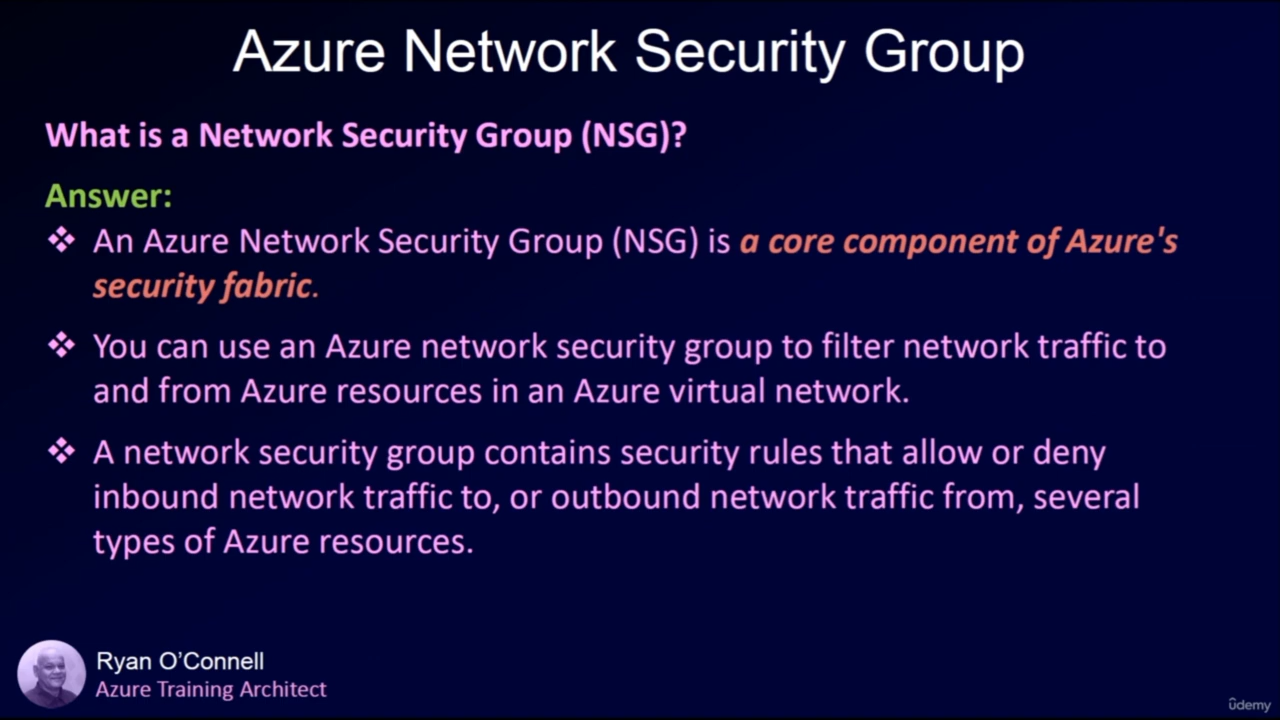 Azure Network Security Group
What is a Network Security Group (NSG)?
Answer:
❖ An Azure Network Security Group (NSG) is a core component of Azure's
security fabric.
❖ You can use an Azure network security group to filter network traffic to
and from Azure resources in an Azure virtual network.
❖ A network security group contains security rules that allow or deny
inbound network traffic to, or outbound network traffic from, several
types of Azure resources.
Ryan O’Connell
Azure Training Architect
ûdemy